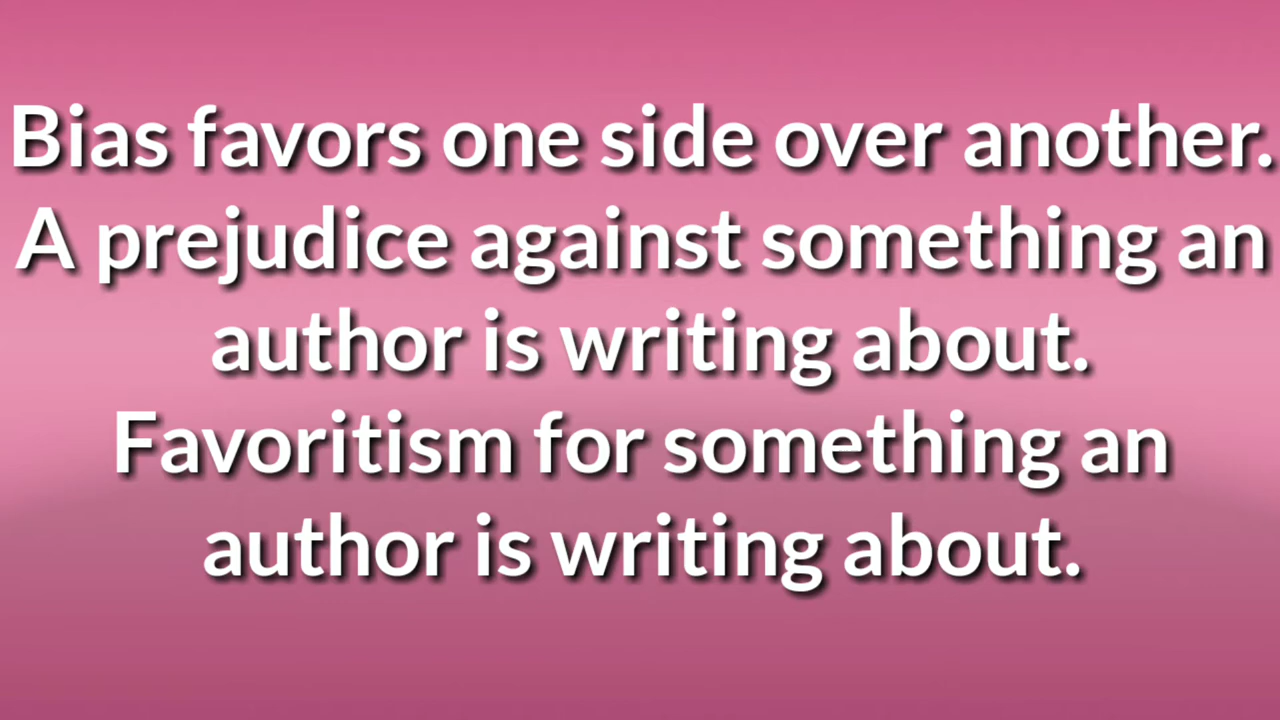 Bias favors one side over another.
A prejudice against something an
author is writing about.
Favoritism for something an
author is writing about.